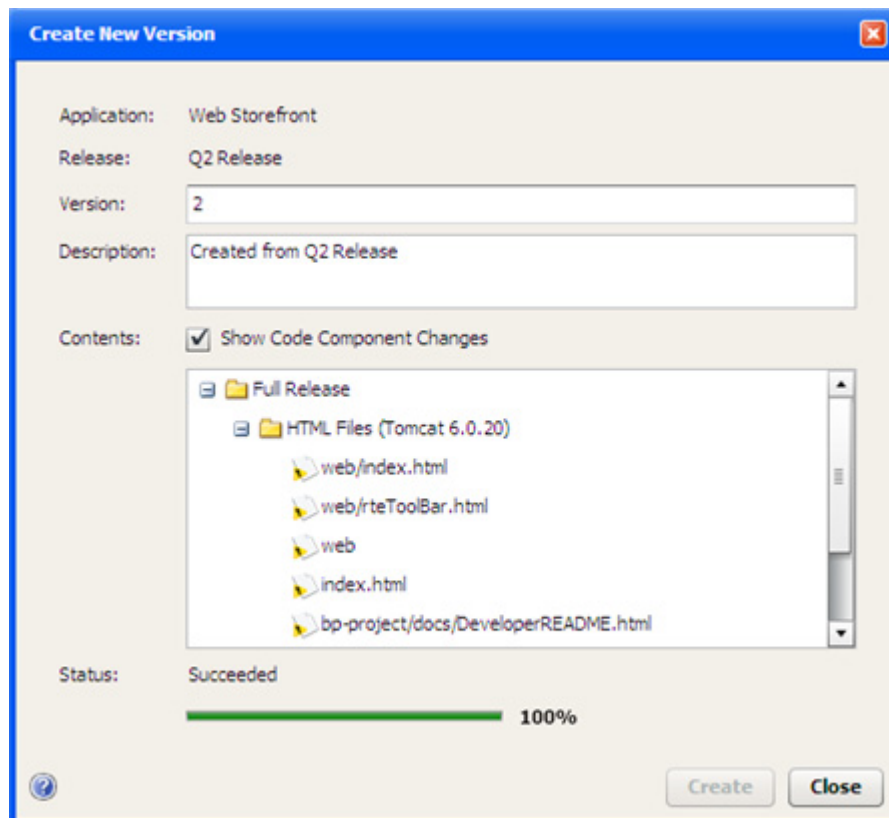 Create New Version
Application: Web Storefront
Release: Q2 Release
Version: 2
Description: Created from Q2 Release
Contents: Show Code Component Changes
Full Release
HTML Files (Tomcat 6.0.20)
web/index.html
web/rteToolBar.html
web
index.html
bp-project/docs/DeveloperREADME.html
Status: Succeeded
100%
Create Close